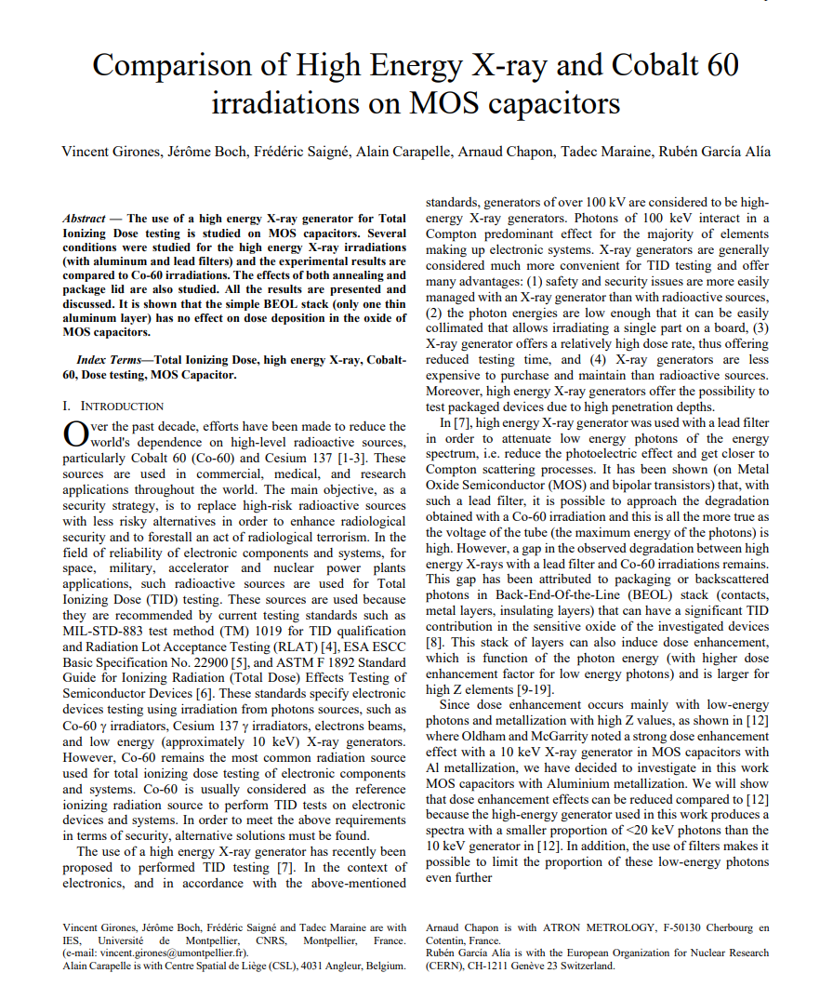 Comparison of High Energy X-ray and Cobalt 60
irradiations on MOS capacitors
Vincent Girones, Jérôme Boch, Frédéric Saigné, Alain Carapelle, Arnaud Chapon, Tadec Maraine, Rubén García Alía
Abstract — The use of a high energy X-ray generator for Total
Ionizing Dose testing is studied on MOS capacitors. Several
conditions were studied for the high energy X-ray irradiations
(with aluminum and lead filters) and the experimental results are
compared to Co-60 irradiations. The effects of both annealing and
package lid are also studied. All the results are presented and
discussed. It is shown that the simple BEOL stack (only one thin
aluminum layer) has no effect on dose deposition in the oxide of
MOS capacitors.
Index Terms—Total Ionizing Dose, high energy X-ray, Cobalt-
60, Dose testing, MOS Capacitor.
I. INTRODUCTION
Over the past decade, efforts have been made to reduce the
world's dependence on high-level radioactive sources,
particularly Cobalt 60 (Co-60) and Cesium 137 [1-3]. These
sources are used in commercial, medical, and research
applications throughout the world. The main objective, as a
security strategy, is to replace high-risk radioactive sources
with less risky alternatives in order to enhance radiological
security and to forestall an act of radiological terrorism. In the
field of reliability of electronic components and systems, for
space, military, accelerator and nuclear power plants
applications, such radioactive sources are used for Total
Ionizing Dose (TID) testing. These sources are used because
they are recommended by current testing standards such as
MIL-STD-883 test method (TM) 1019 for TID qualification
and Radiation Lot Acceptance Testing (RLAT) [4], ESA ESCC
Basic Specification No. 22900 [5], and ASTM F 1892 Standard
Guide for Ionizing Radiation (Total Dose) Effects Testing of
Semiconductor Devices [6]. These standards specify electronic
devices testing using irradiation from photons sources, such as
Co-60 γ irradiators, Cesium 137 γ irradiators, electrons beams,
and low energy (approximately 10 keV) X-ray generators.
However, Co-60 remains the most common radiation source
used for total ionizing dose testing of electronic components
and systems. Co-60 is usually considered as the reference
ionizing radiation source to perform TID tests on electronic
devices and systems. In order to meet the above requirements
in terms of security, alternative solutions must be found.
The use of a high energy X-ray generator has recently been
proposed to performed TID testing [7]. In the context of
electronics, and in accordance with the above-mentioned
standards, generators of over 100 kV are considered to be high-
energy X-ray generators. Photons of 100 keV interact in a
Compton predominant effect for the majority of elements
making up electronic systems. X-ray generators are generally
considered much more convenient for TID testing and offer
many advantages: (1) safety and security issues are more easily
managed with an X-ray generator than with radioactive sources,
(2) the photon energies are low enough that it can be easily
collimated that allows irradiating a single part on a board, (3)
X-ray generator offers a relatively high dose rate, thus offering
reduced testing time, and (4) X-ray generators are less
expensive to purchase and maintain than radioactive sources.
Moreover, high energy X-ray generators offer the possibility to
test packaged devices due to high penetration depths.
In [7], high energy X-ray generator was used with a lead filter
in order to attenuate low energy photons of the energy
spectrum, i.e. reduce the photoelectric effect and get closer to
Compton scattering processes. It has been shown (on Metal
Oxide Semiconductor (MOS) and bipolar transistors) that, with
such a lead filter, it is possible to approach the degradation
obtained with a Co-60 irradiation and this is all the more true as
the voltage of the tube (the maximum energy of the photons) is
high. However, a gap in the observed degradation between high
energy X-rays with a lead filter and Co-60 irradiations remains.
This gap has been attributed to packaging or backscattered
photons in Back-End-Of-the-Line (BEOL) stack (contacts,
metal layers, insulating layers) that can have a significant TID
contribution in the sensitive oxide of the investigated devices
[8]. This stack of layers can also induce dose enhancement,
which is function of the photon energy (with higher dose
enhancement factor for low energy photons) and is larger for
high Z elements [9-19].
Since dose enhancement occurs mainly with low-energy
photons and metallization with high Z values, as shown in [12]
where Oldham and McGarrity noted a strong dose enhancement
effect with a 10 keV X-ray generator in MOS capacitors with
Al metallization, we have decided to investigate in this work
MOS capacitors with Aluminium metallization. We will show
that dose enhancement effects can be reduced compared to [12]
because the high-energy generator used in this work produces a
spectra with a smaller proportion of <20 keV photons than the
10 keV generator in [12]. In addition, the use of filters makes it
possible to limit the proportion of these low-energy photons
even further
Vincent Girones, Jérôme Boch, Frédéric Saigné and Tadec Maraine are with
IES, Université de Montpellier, CNRS, Montpellier, France.
(e-mail: vincent.girones@umontpellier.fr).
Alain Carapelle is with Centre Spatial de Liège (CSL), 4031 Angleur, Belgium.
Arnaud Chapon is with ATRON METROLOGY, F-50130 Cherbourg en
Cotentin, France.
Rubén García Alía is with the European Organization for Nuclear Research
(CERN), CH-1211 Genève 23 Switzerland.